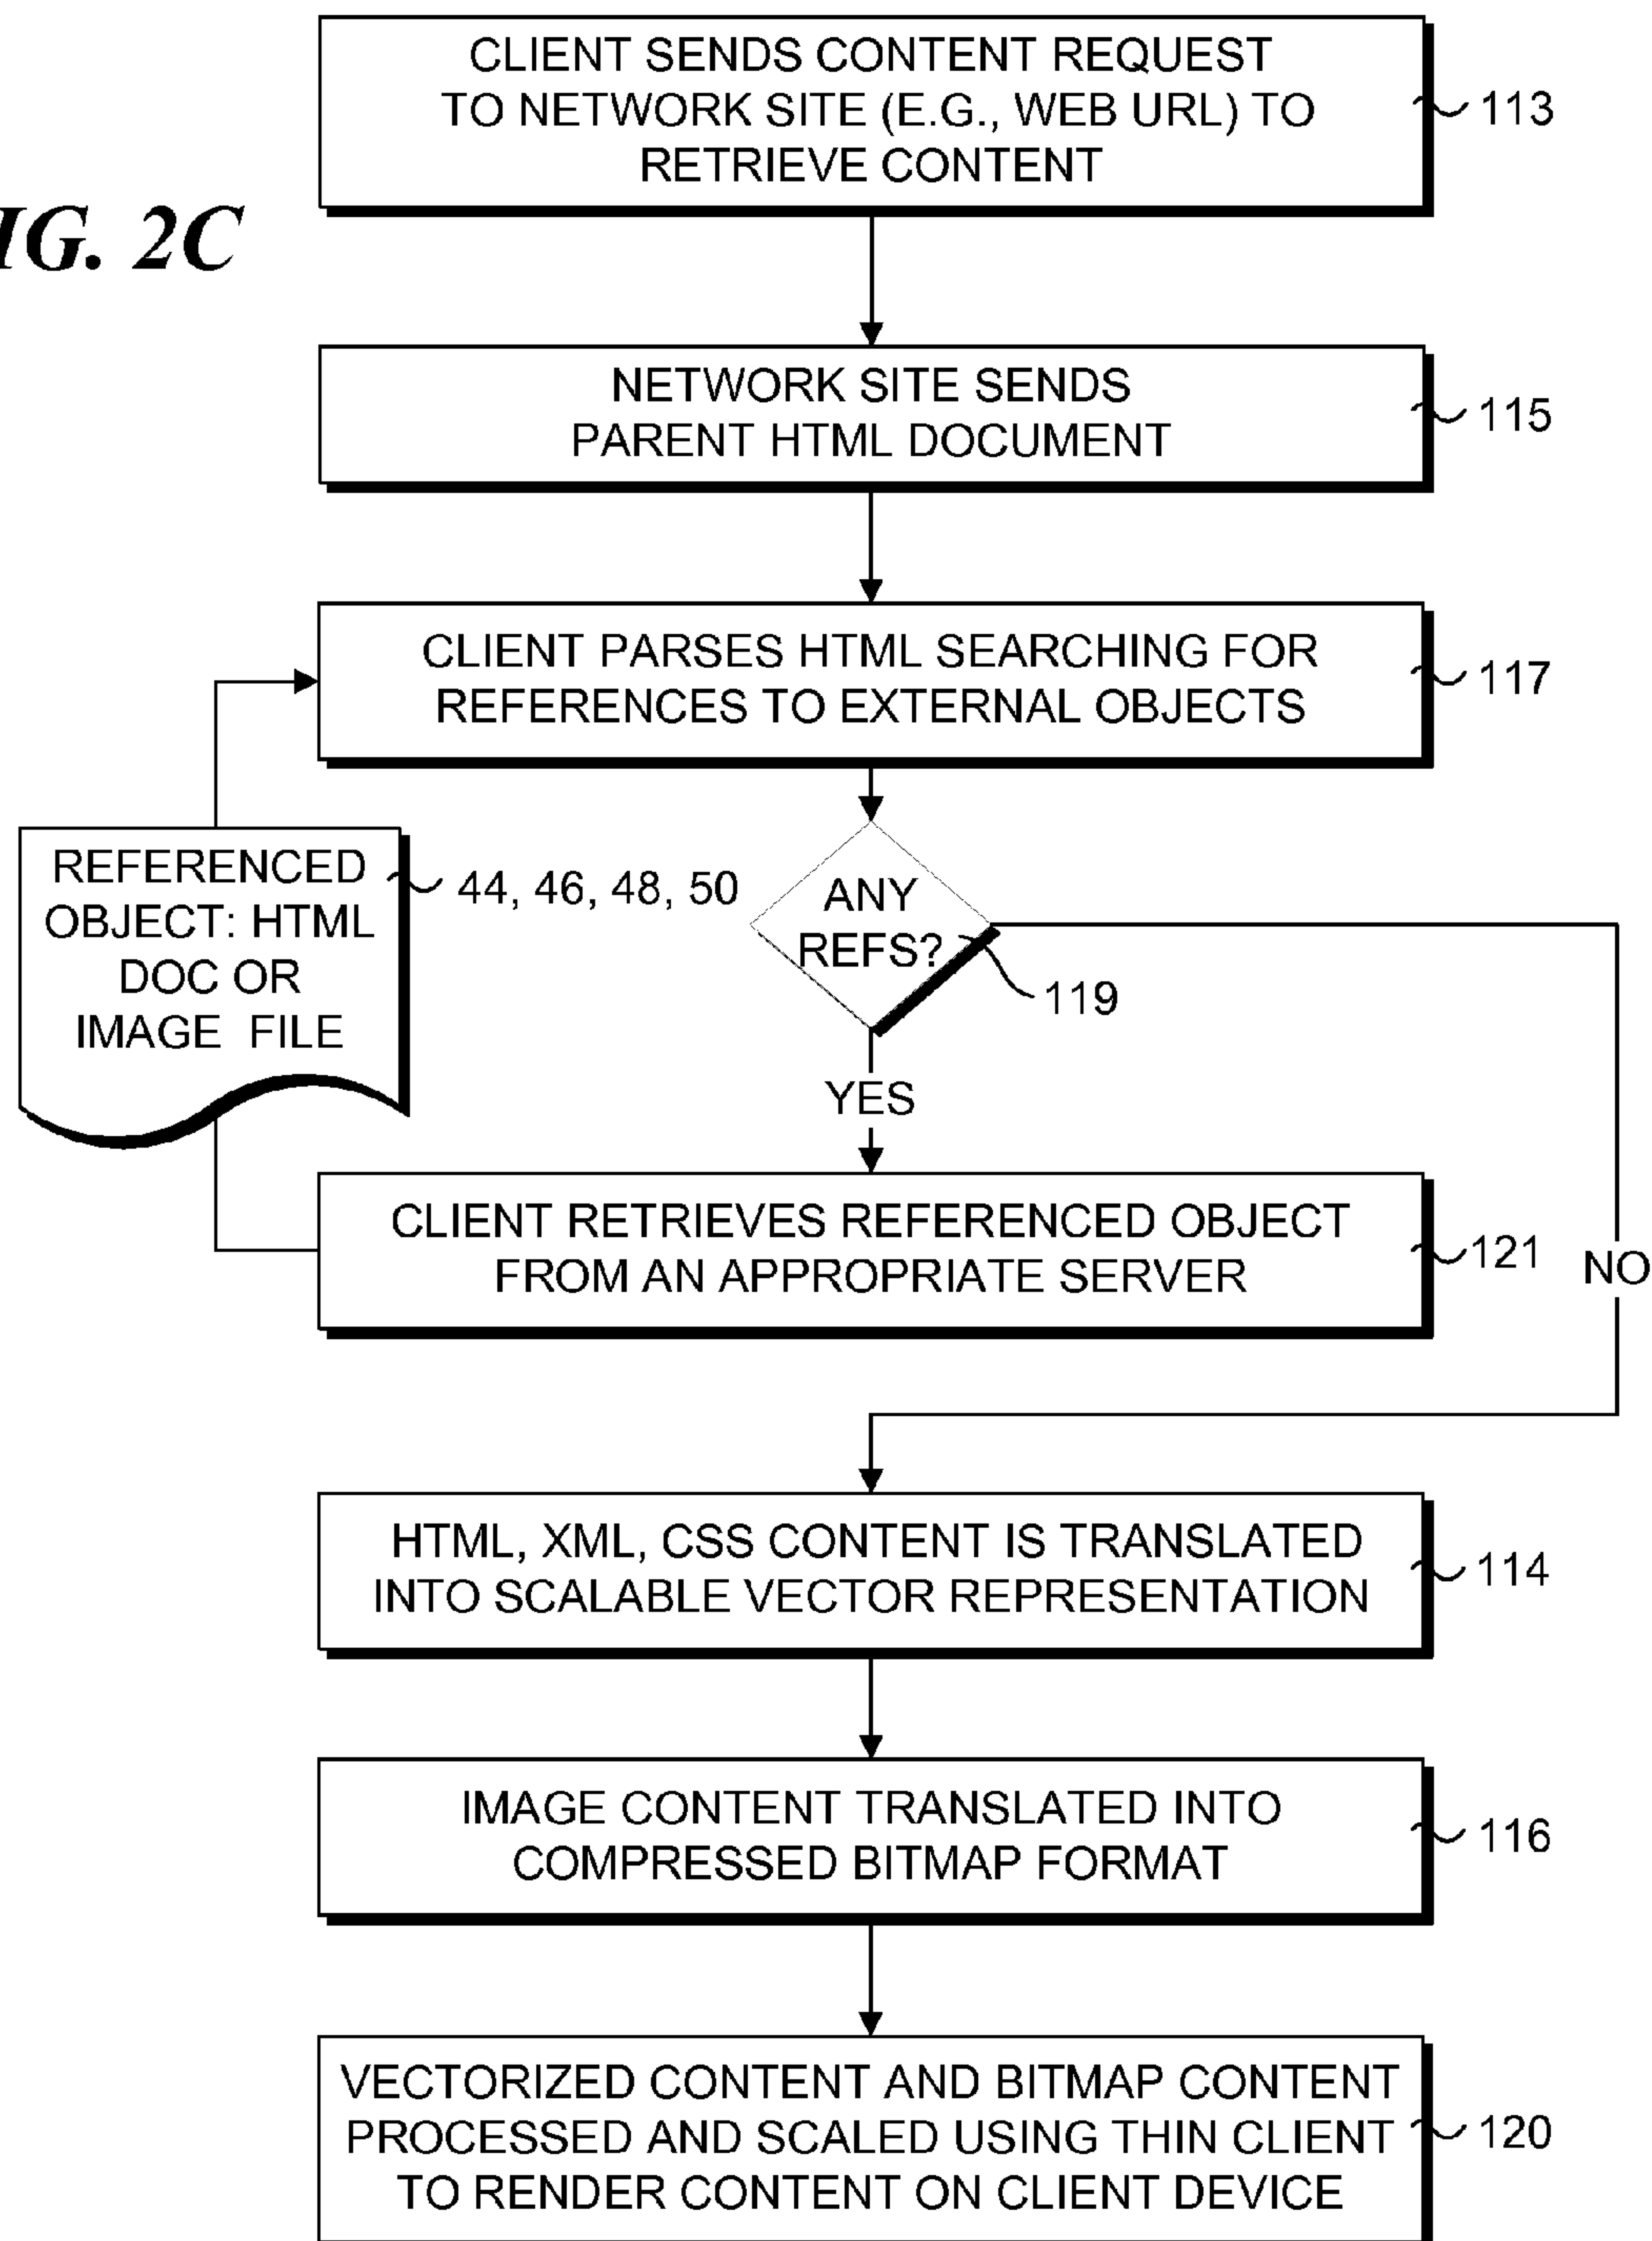 CLIENT SENDS CONTENT REQUEST
TO NETWORK SITE (E.G., WEB URL) TO
RETRIEVE CONTENT
113
IG. 2C
NETWORK SITE SENDS
PARENT HTML DOCUMENT
115
CLIENT PARSES HTML SEARCHING FOR
REFERENCES TO EXTERNAL OBJECTS
117
REFERENCED
OBJECT: HTML
DOC OR
IMAGE FILE
44, 46, 48, 50
ANY
REFS?
119
YES
CLIENT RETRIEVES REFERENCED OBJECT
FROM AN APPROPRIATE SERVER
121
NO
HTML, XML, CSS CONTENT IS TRANSLATED
INTO SCALABLE VECTOR REPRESENTATION
114
IMAGE CONTENT TRANSLATED INTO
COMPRESSED BITMAP FORMAT
116
VECTORIZED CONTENT AND BITMAP CONTENT
PROCESSED AND SCALED USING THIN CLIENT
TO RENDER CONTENT ON CLIENT DEVICE
120